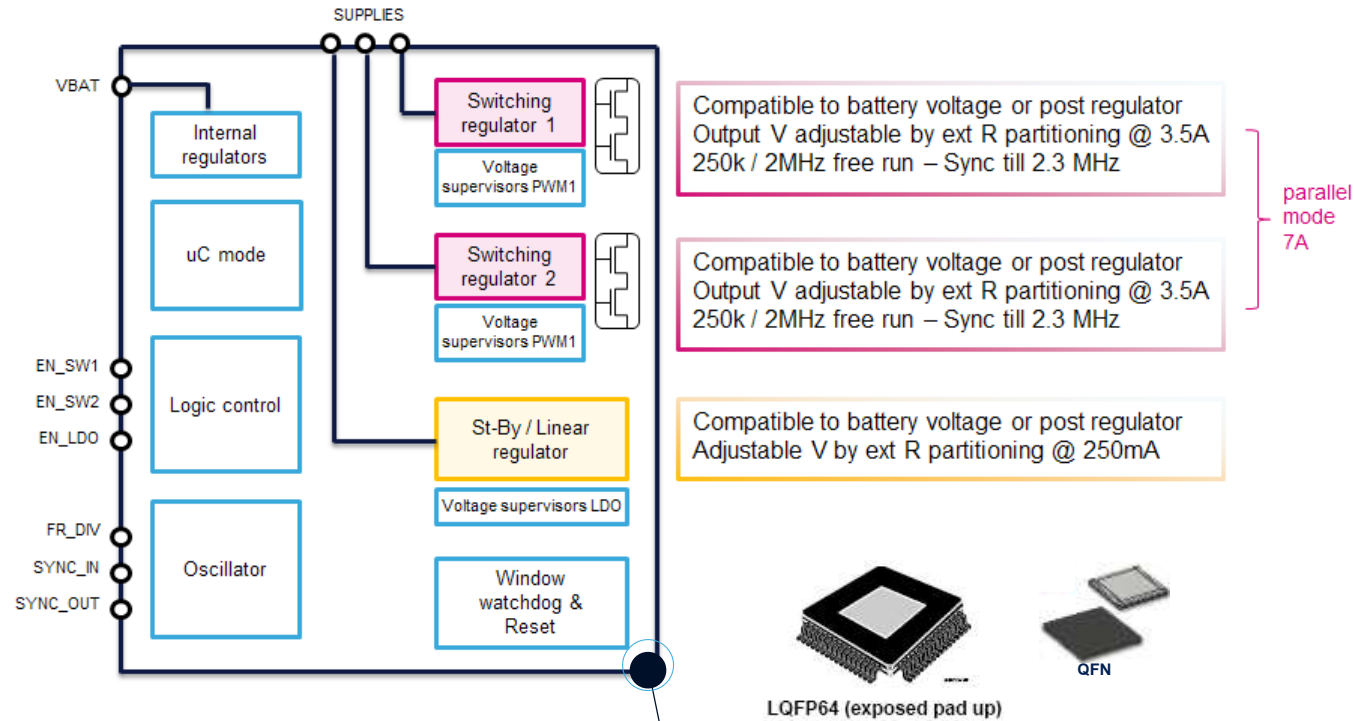 SUPPLIES
VBAT
Internal
regulators
uC mode
EN_SW1
EN_SW2
EN_LDO
Logic control
FR_DIV
SYNC_IN
SYNC_OUT
Oscillator
Switching
regulator 1
Voltage
supervisors PWM1
Switching
regulator 2
Voltage
supervisors PWM1
St-By / Linear
regulator
Voltage supervisors LDO
Window
watchdog &
Reset
Compatible to battery voltage or post regulator
Output V adjustable by ext R partitioning @ 3.5A
250k / 2MHz free run – Sync till 2.3 MHz
Compatible to battery voltage or post regulator
Output V adjustable by ext R partitioning @ 3.5A
250k / 2MHz free run – Sync till 2.3 MHz
parallel
mode
7A
Compatible to battery voltage or post regulator
Adjustable V by ext R partitioning @ 250mA
LQFP64 (exposed pad up)
QFN